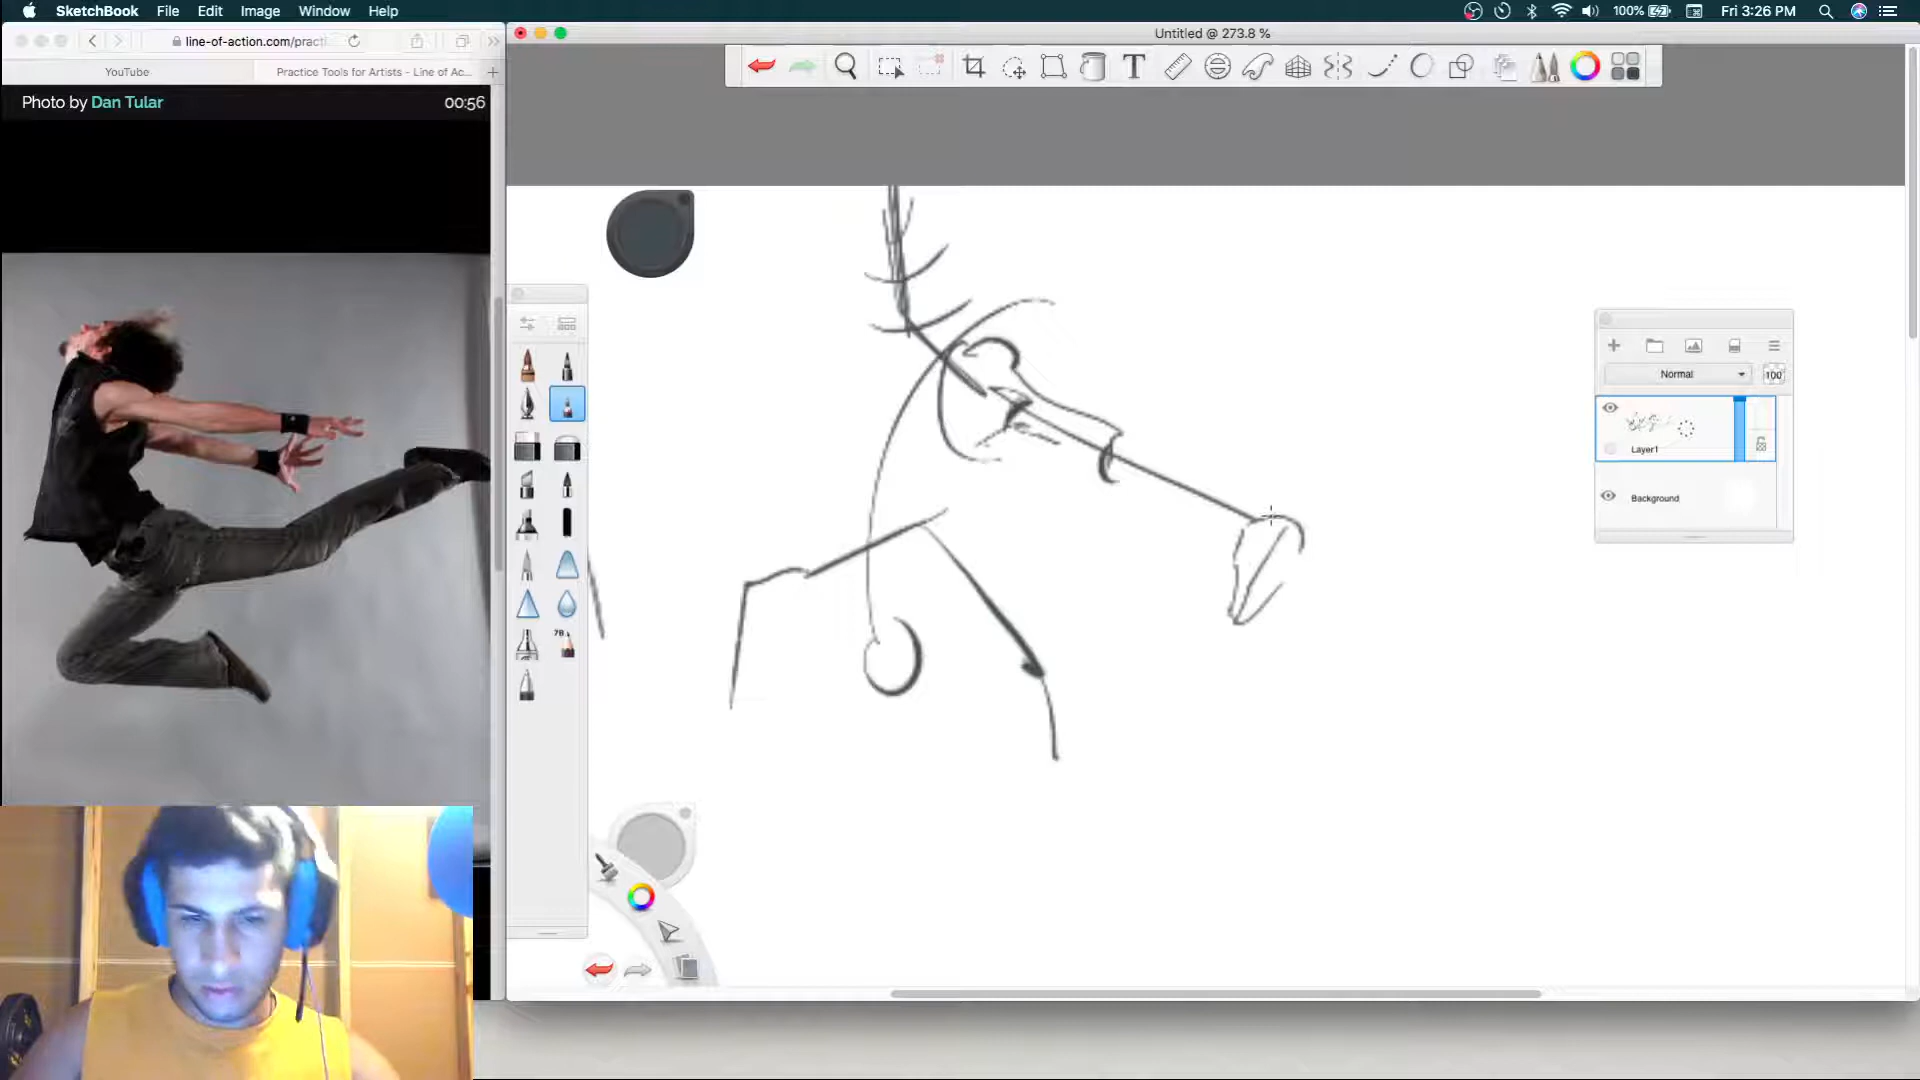 SketchBook File Edit Image Window Help 100% Fri 3:26 PM
line-of-action.com/practi
Untitled @ 273.8 %
YouTube
Practice Tools for Artists - Line of Ac...
T
Photo by Dan Tular 00:56
Normal 100
Layer1
Background
7B